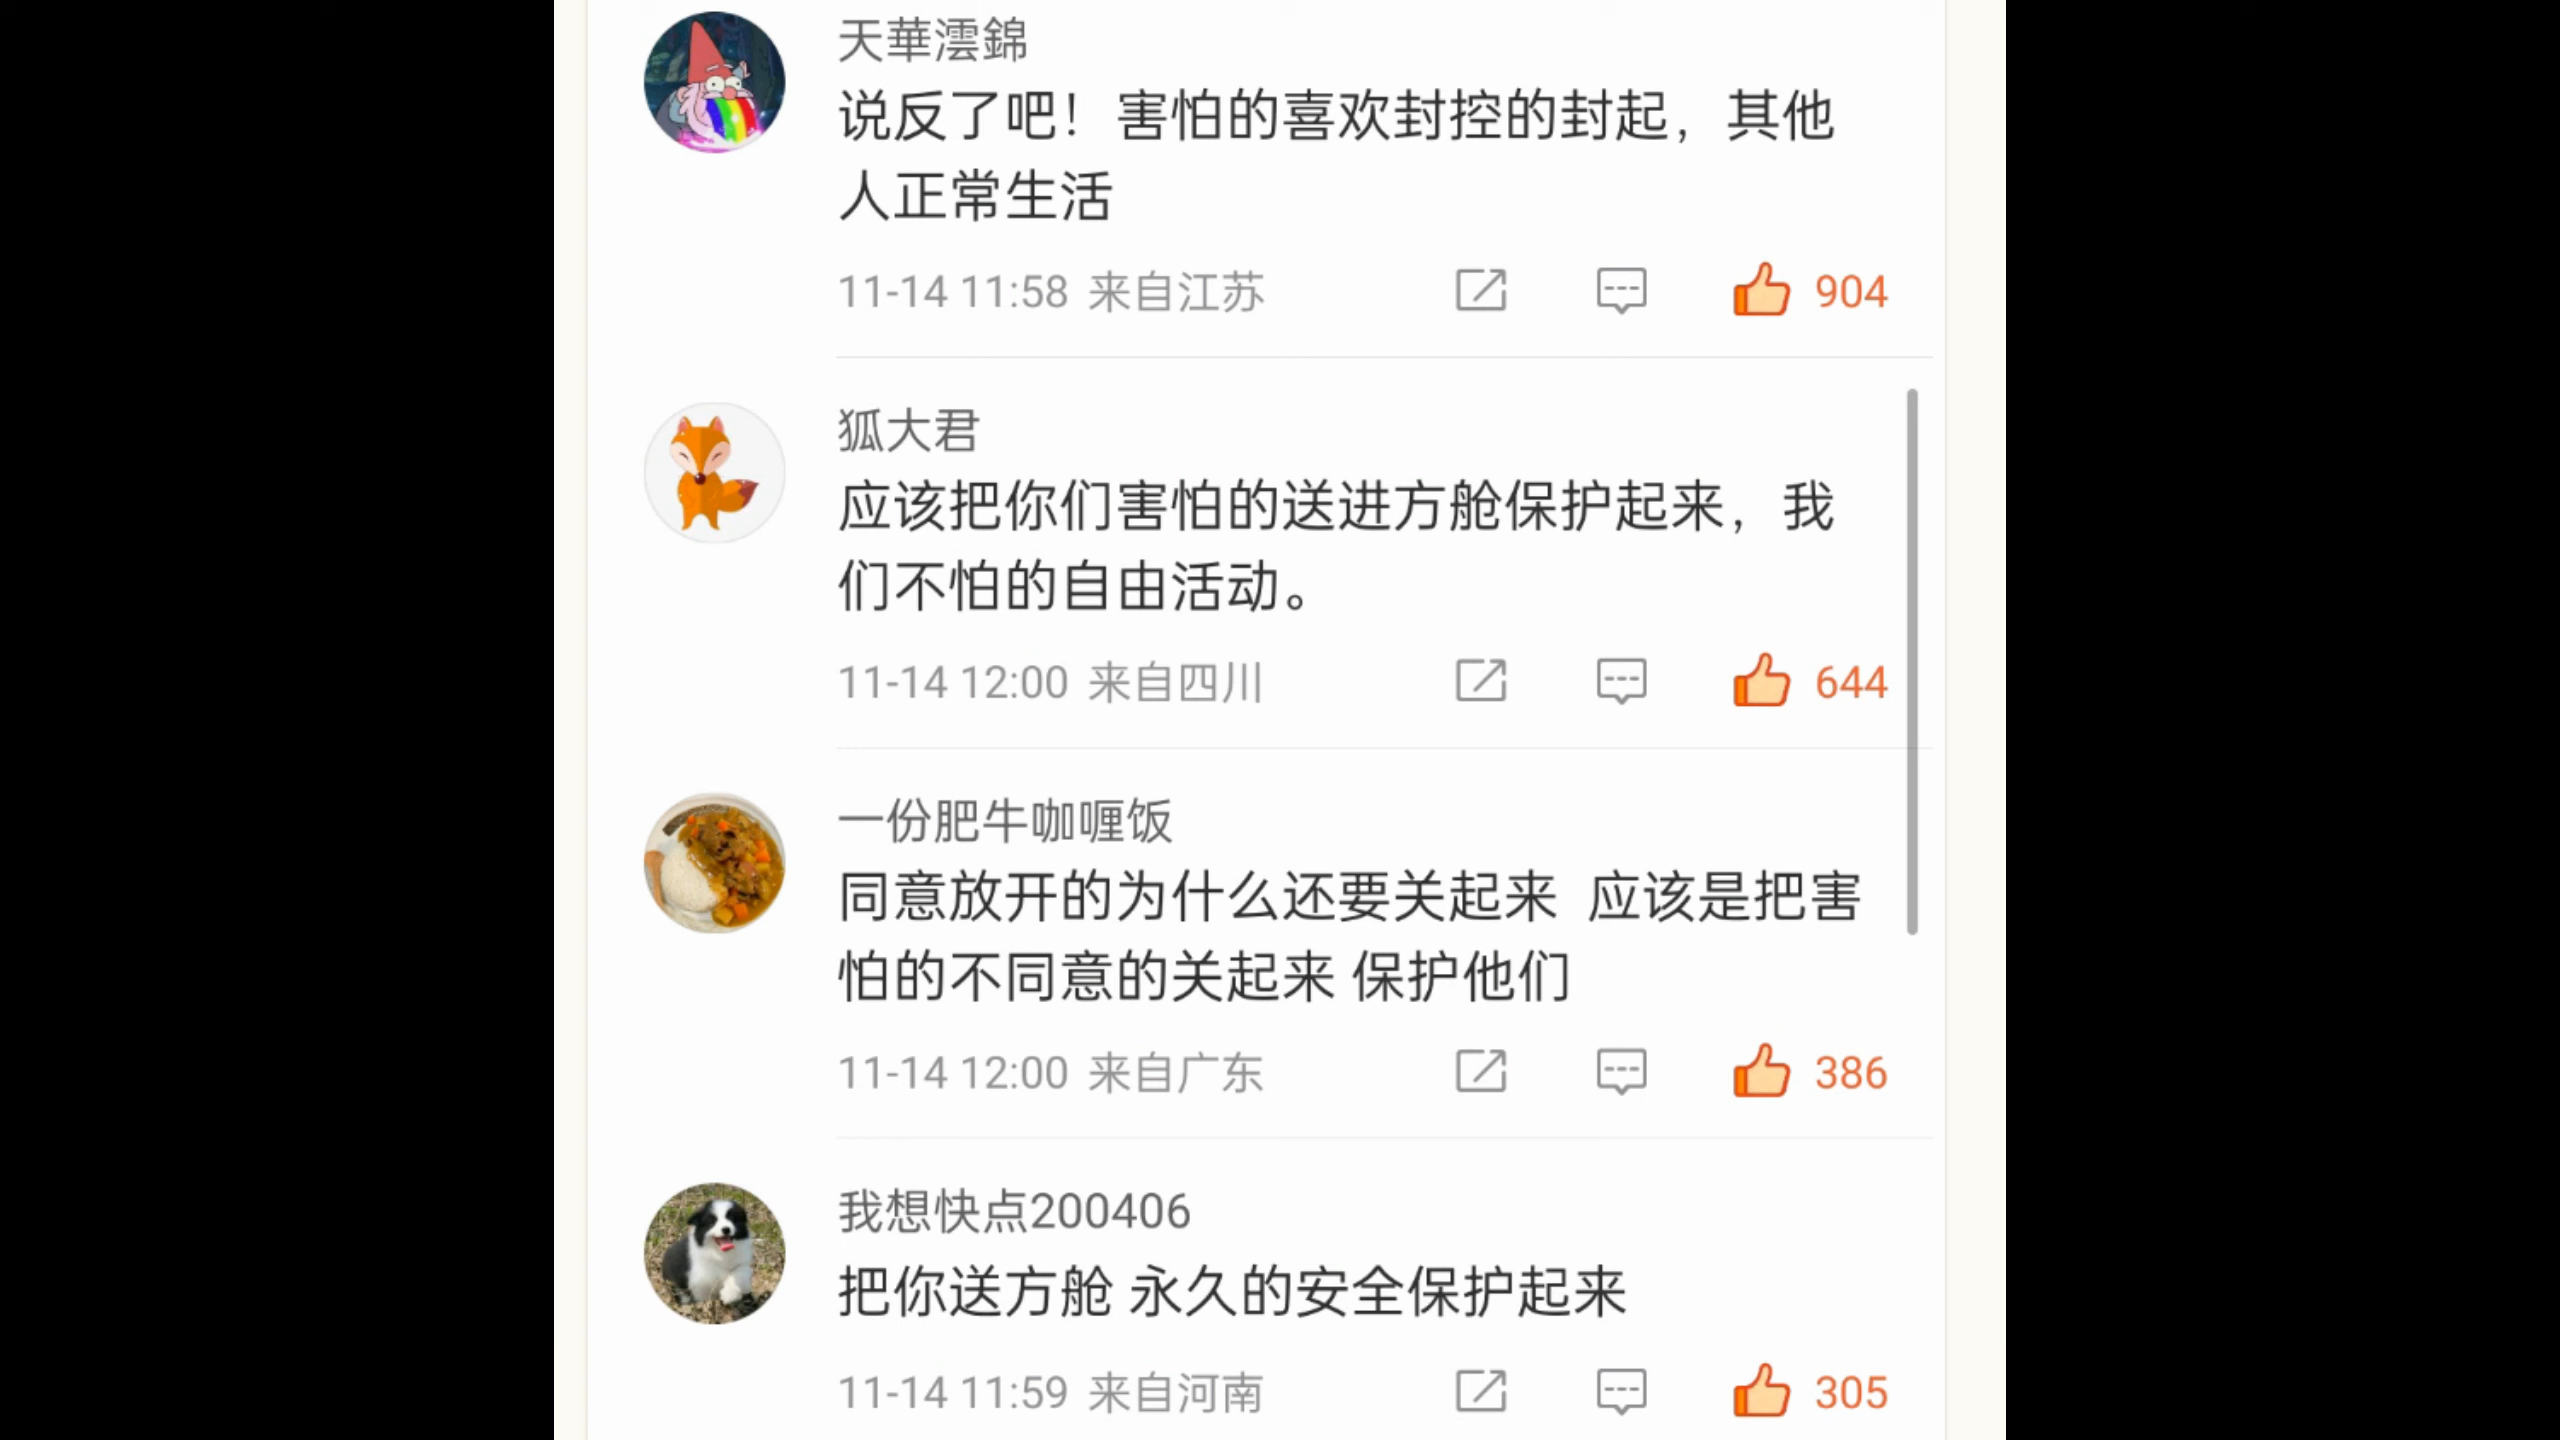 天華澐錦
说反了吧！害怕的喜欢封控的封起，其他
人正常生活
11-14 11:58 来自江苏
904
狐大君
应该把你们害怕的送进方舱保护起来，我
们不怕的自由活动。
11-14 12:00 来自四川
644
一份肥牛咖喱饭
同意放开的为什么还要关起来 应该是把害
怕的不同意的关起来 保护他们
11-14 12:00 来自广东
386
我想快点200406
把你送方舱 永久的安全保护起来
11-14 11:59 来自河南
305